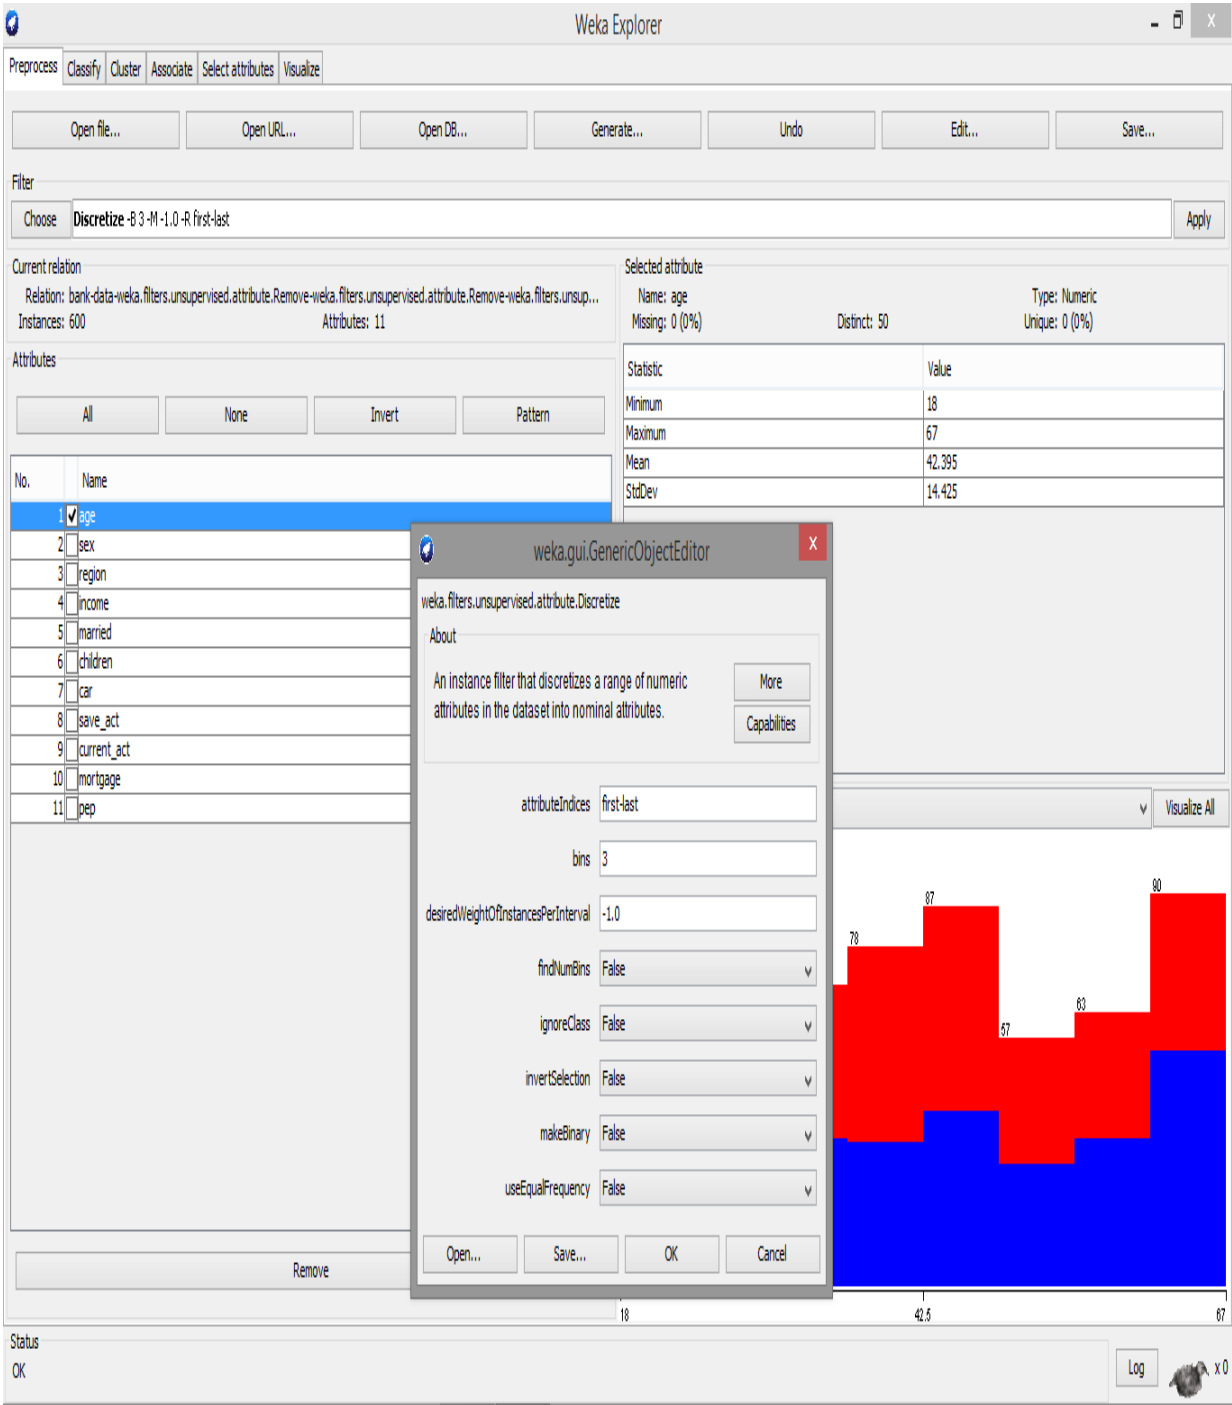 Weka Explorer
Preprocess Classify Cluster Associate Select attributes Visualize
Open file... Open URL... Open DB... Generate... Undo Edit... Save...
Filter
Choose Discretize -B 3 -M -1.0 -R first-last Apply
Current relation
Relation: bank-data-weka.filters.unsupervised.attribute.Remove-weka.filters.unsupervised.attribute.Remove-weka.filters.unsup...
Instances: 600 Attributes: 11
Selected attribute
Name: age Type: Numeric
Missing: 0 (0%) Distinct: 50 Unique: 0 (0%)
Statistic Value
Minimum 18
Maximum 67
Mean 42.395
StdDev 14.425
Attributes
All None Invert Pattern
No. Name
1 age
2 sex
3 region
4 income
5 married
6 children
7 car
8 save_act
9 current_act
10 mortgage
11 pep
Remove
weka.gui.GenericObjectEditor X
weka.filters.unsupervised.attribute.Discretize
About
An instance filter that discretizes a range of numeric
attributes in the dataset into nominal attributes.
More
Capabilities
attributeIndices first-last
bins 3
desiredWeightOfInstancesPerInterval -1.0
findNumBins False
ignoreClass False
invertSelection False
makeBinary False
useEqualFrequency False
Open... Save... OK Cancel
Visualize All
78 87 57 63 90
18 42.5 67
Status
OK
Log x 0